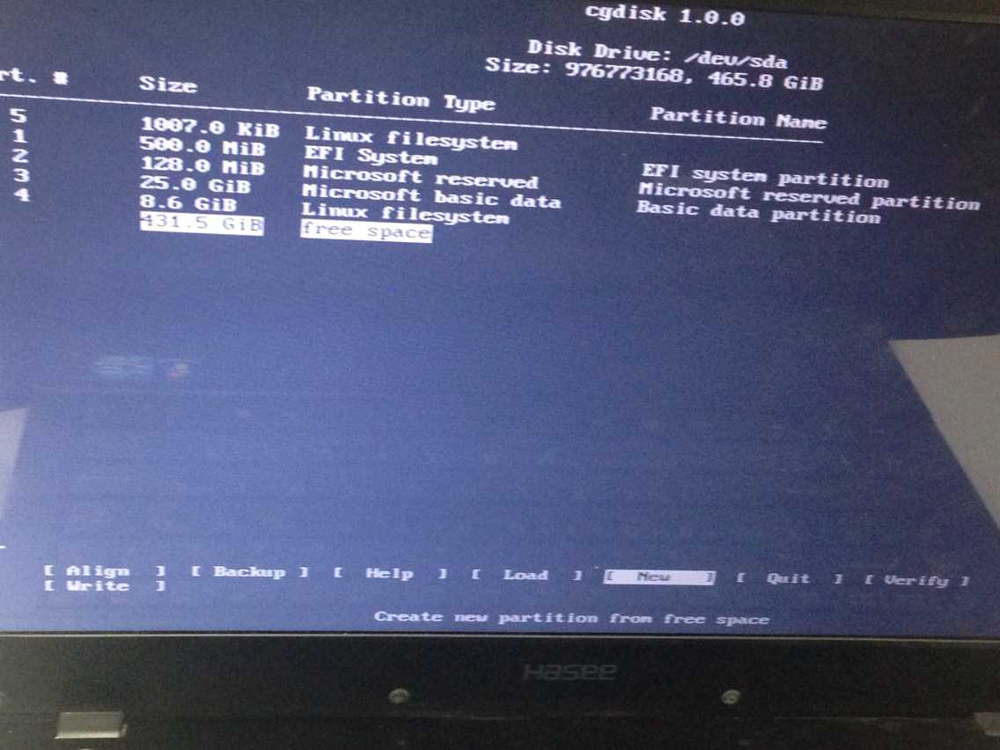 cgdisk 1.0.0
Disk Drive: /dev/sda
Size: 976773168, 465.8 GiB
rt. # Size Partition Type Partition Name
5 1007.0 KiB Linux filesystem
1 500.0 MiB EFI System EFI system partition
2 128.0 MiB Microsoft reserved Microsoft reserved partition
3 25.0 GiB Microsoft basic data Basic data partition
4 8.6 GiB Linux filesystem
431.5 GiB free space
[ Align ] [ Backup ] [ Help ] [ Load ] [ New ] [ Quit ] [ Verify ]
[ Write ]
Create new partition from free space
Hasee